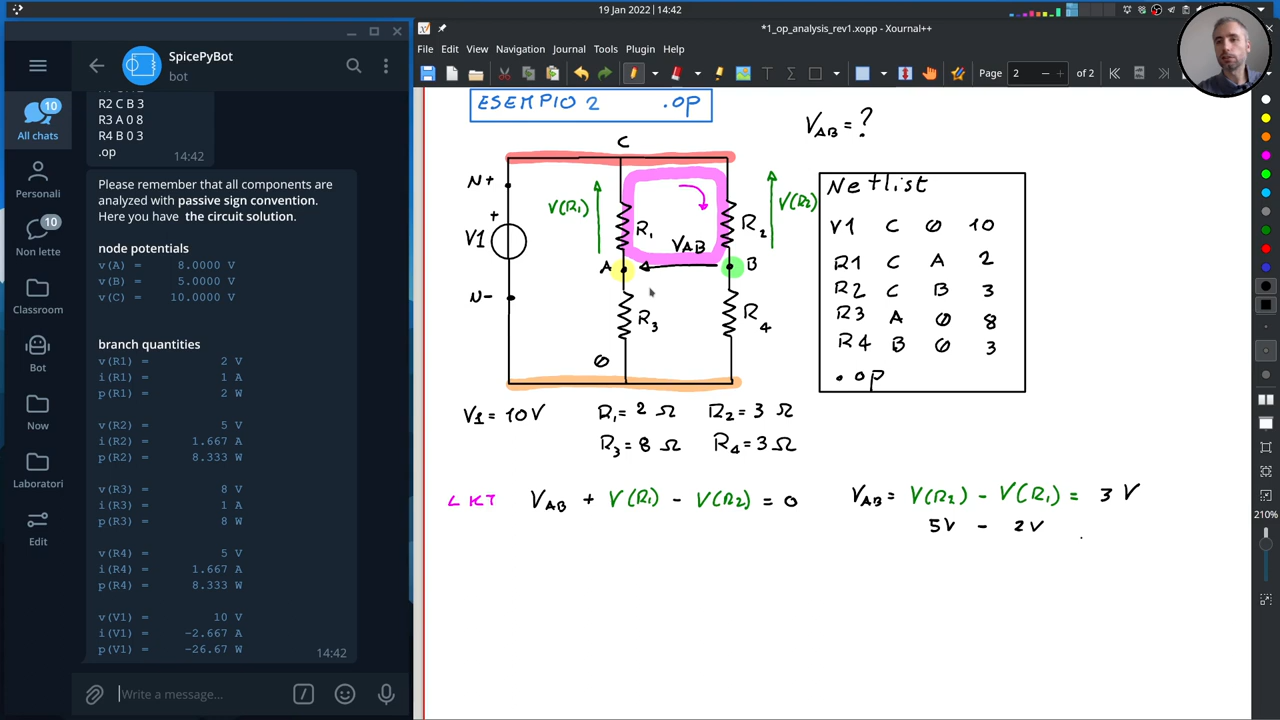 19 Jan 2022 | 14:42
SpicePyBot
bot
R2 C B 3
R3 A 0 8
R4 B 0 3
.op
14:42
Please remember that all components are
analyzed with passive sign convention.
Here you have the circuit solution.
node potentials
v(A) = 8.0000 V
v(B) = 5.0000 V
v(C) = 10.0000 V
branch quantities
v(R1) = 2 V
i(R1) = 1 A
p(R1) = 2 W
v(R2) = 5 V
i(R2) = 1.667 A
p(R2) = 8.333 W
v(R3) = 8 V
i(R3) = 1 A
p(R3) = 8 W
v(R4) = 5 V
i(R4) = 1.667 A
p(R4) = 8.333 W
v(V1) = 10 V
i(V1) = -2.667 A
p(V1) = -26.67 W
14:42
Write a message...
10
All chats
Personali
10
Non lette
Classroom
Bot
Now
Laboratori
Edit
*1_op_analysis_rev1.xopp - Xournal++
File Edit View Navigation Journal Tools Plugin Help
Page 2 of 2
210%
ESEMPIO 2 .op
VAB = ?
C
N+
V(R1)
R1
V(R2)
R2
+
V1
VAB
A
B
N-
R3
R4
0
V1 = 10 V
R1 = 2 Ω R2 = 3 Ω
R3 = 8 Ω R4 = 3 Ω
Netlist
V1 C 0 10
R1 C A 2
R2 C B 3
R3 A 0 8
R4 B 0 3
.op
LKT VAB + V(R1) - V(R2) = 0
VAB = V(R2) - V(R1) = 3 V
5V - 2V